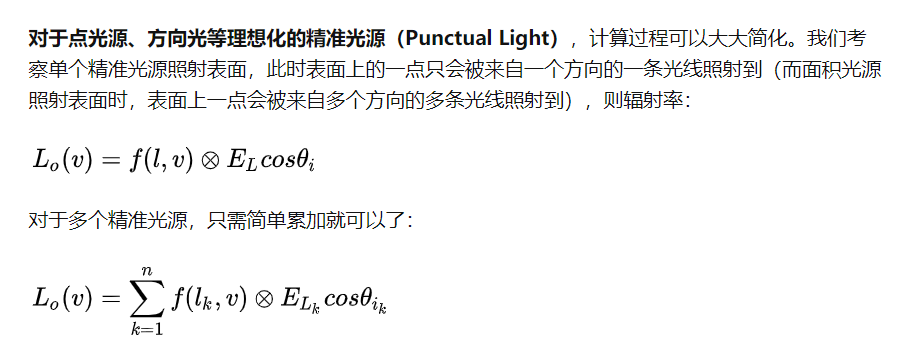 对于点光源、方向光等理想化的精准光源（Punctual Light），计算过程可以大大简化。我们考
察单个精准光源照射表面，此时表面上的一点只会被来自一个方向的一条光线照射到（而面积光源
照射表面时，表面上一点会被来自多个方向的多条光线照射到），则辐射率：
L_o(v) = f(l, v) ⊗ E_L cosθ_i
对于多个精准光源，只需简单累加就可以了：
L_o(v) = \sum_{k=1}^{n} f(l_k, v) ⊗ E_{L_k} cosθ_{i_k}